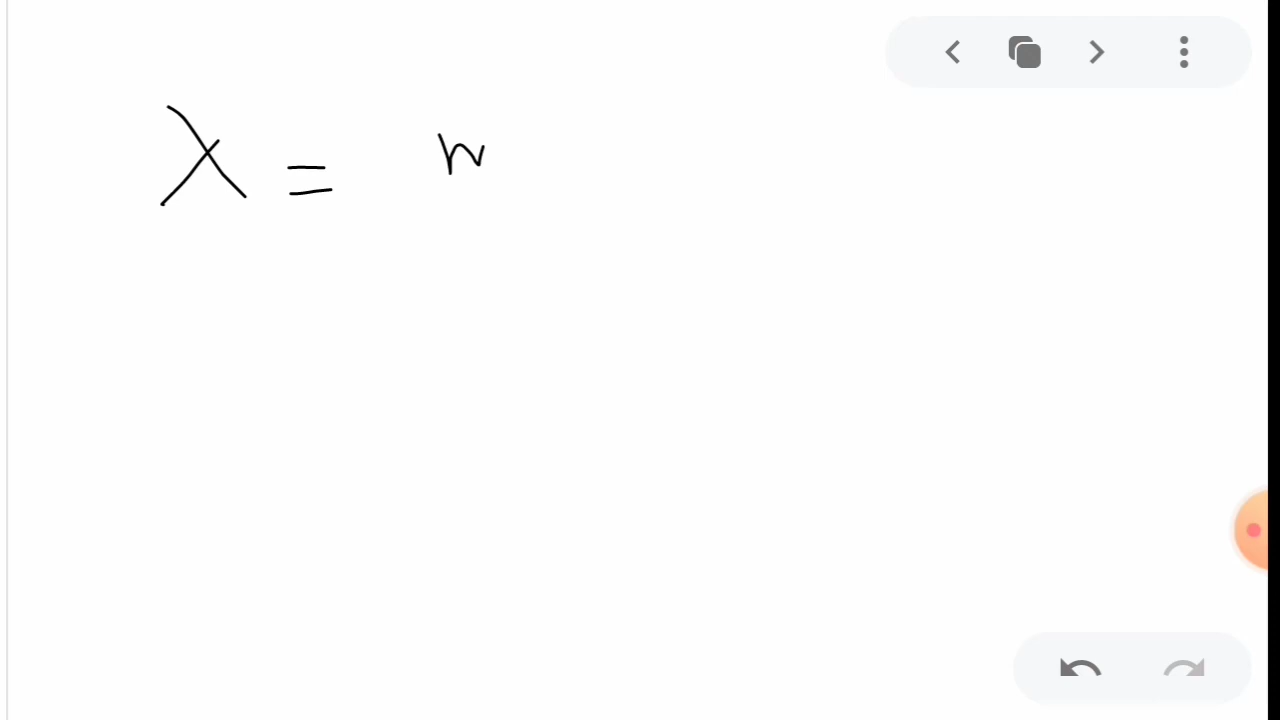 X = n